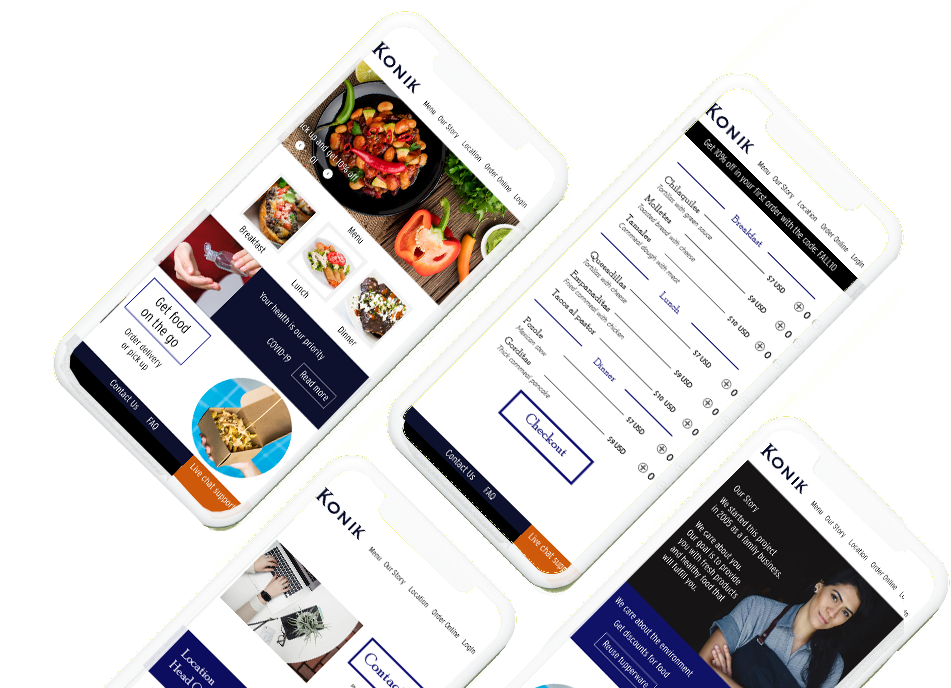 KONIK
Menu Our Story Location Order Online Login
ick up and get 10% off
or
Breakfast
Lunch
Menu
Dinner
Your health is our priority
COVID-19
Read more
Get food
on the go
Order delivery
or pick up
Contact Us FAQ
Live chat support
KONIK
Menu Our Story Location Order Online Login
Get 10% off in your first order with the code: FALL10
Breakfast
Chilaquiles
Tortillas with green sauce
$7 USD
0
Molletes
Toasted bread with cheese
$9 USD
0
Tamales
Cornmeal dough with meat
$10 USD
0
Lunch
Quesadillas
Tortillas with cheese
$7 USD
0
Empanaditas
Fried cornmeal with chicken
$9 USD
0
Tacos al pastor
$10 USD
0
Dinner
Pozole
Mexican stew
$7 USD
0
Gorditas
Thick cornmeal pancake
$9 USD
0
Checkout
Contact Us FAQ
Live chat supp
KONIK
Menu Our Story Location Order Online Login
Location
Head
Contac
KONIK
Menu Our Story Location Order Online
Our Story
We started this project
in 2005 as a family business.
We care about you.
Our goal is to provide
you with fresh products
and healthy food that
will fulfill you.
We care about the environment
Get discounts for food
Reuse Tupperware